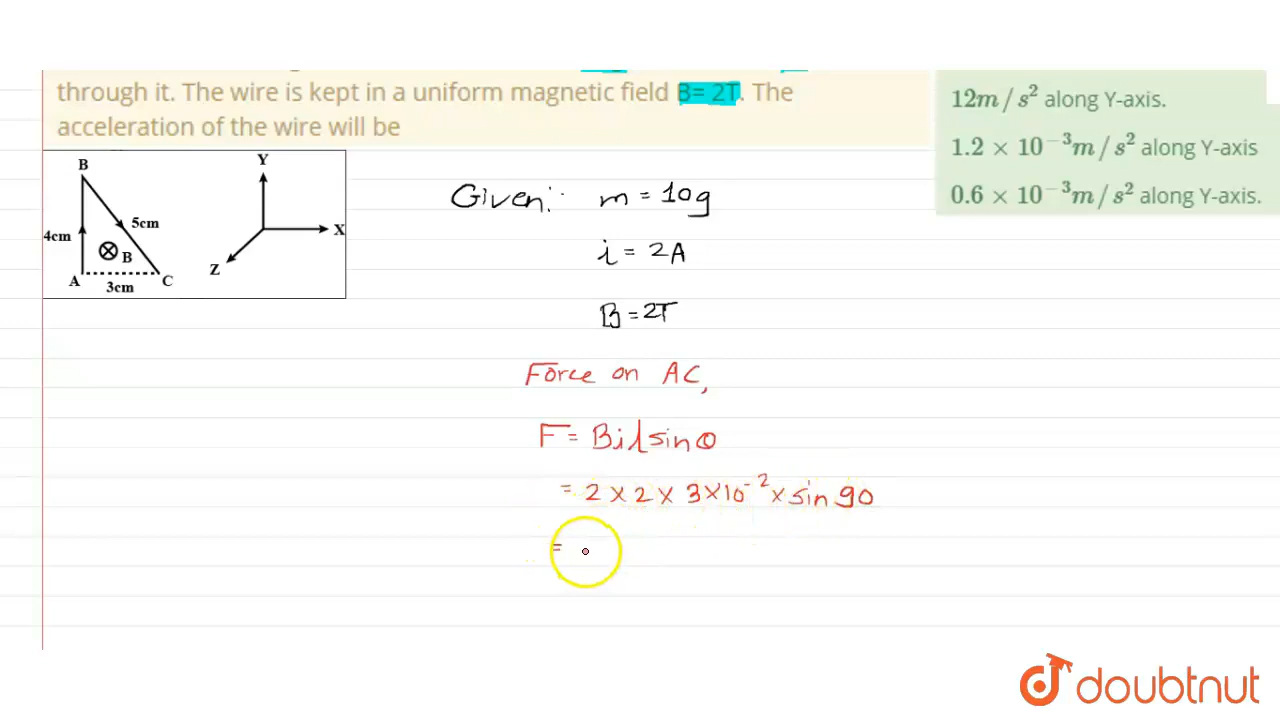 through it. The wire is kept in a uniform magnetic field B= 2T. The
acceleration of the wire will be
12m/s² along Y-axis.
1.2 × 10⁻³m/s² along Y-axis
0.6 × 10⁻³m/s² along Y-axis.
B
5cm
4cm
B
A
C
3cm
Y
X
Z
Given:- m = 10g
i = 2A
B = 2T
Force on AC,
F = Bilsinθ
= 2 × 2 × 3×10⁻² × sin 90
=
doubtnut